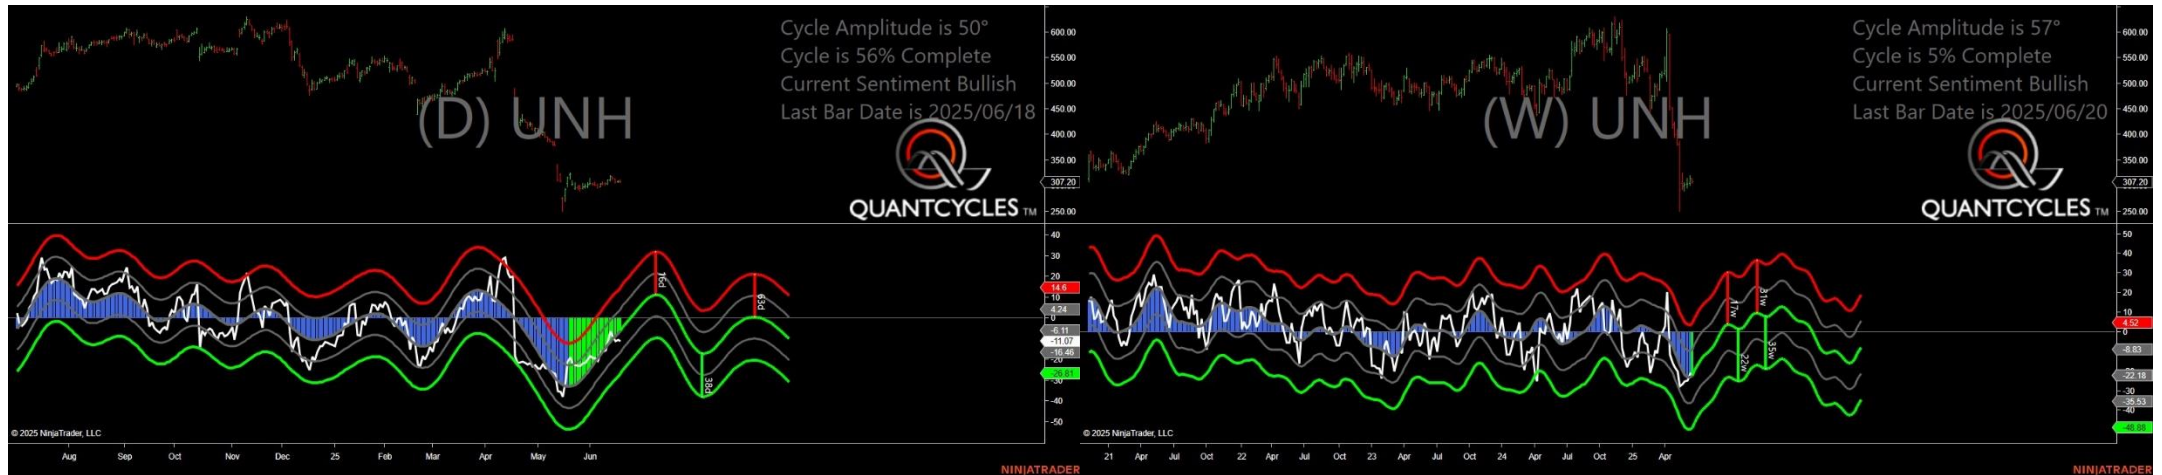 Cycle Amplitude is 50°
Cycle is 56% Complete
Current Sentiment Bullish
Last Bar Date is 2025/06/18
(D) UNH
QUANTCYCLES TM
600.00
500.00
450.00
400.00
350.00
307.20
250.00
40
30
20
14.6
10
4.24
0
-6.11
-11.07
-16.46
-26.81
-30
-40
-50
16d
38d
63d
© 2025 NinjaTrader, LLC
Aug Sep Oct Nov Dec 25 Feb Mar Apr May Jun
NINJATRADER
Cycle Amplitude is 57°
Cycle is 5% Complete
Current Sentiment Bullish
Last Bar Date is 2025/06/20
(W) UNH
QUANTCYCLES TM
600.00
550.00
500.00
450.00
400.00
350.00
307.20
250.00
50
40
30
20
10
4.52
0
-8.83
-22.18
-30
-35.53
-40
-48.88
17w
22w
31w
35w
© 2025 NinjaTrader, LLC
21 Apr Jul Oct 22 Apr Jul Oct 23 Apr Jul Oct 24 Apr Jul Oct 25 Apr
NINJATRADER